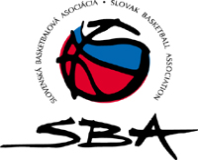 SLOVENSKÁ BASKETBALOVÁ ASOCIÁCIA • SLOVAK BASKETBALL ASSOCIATION
SBA